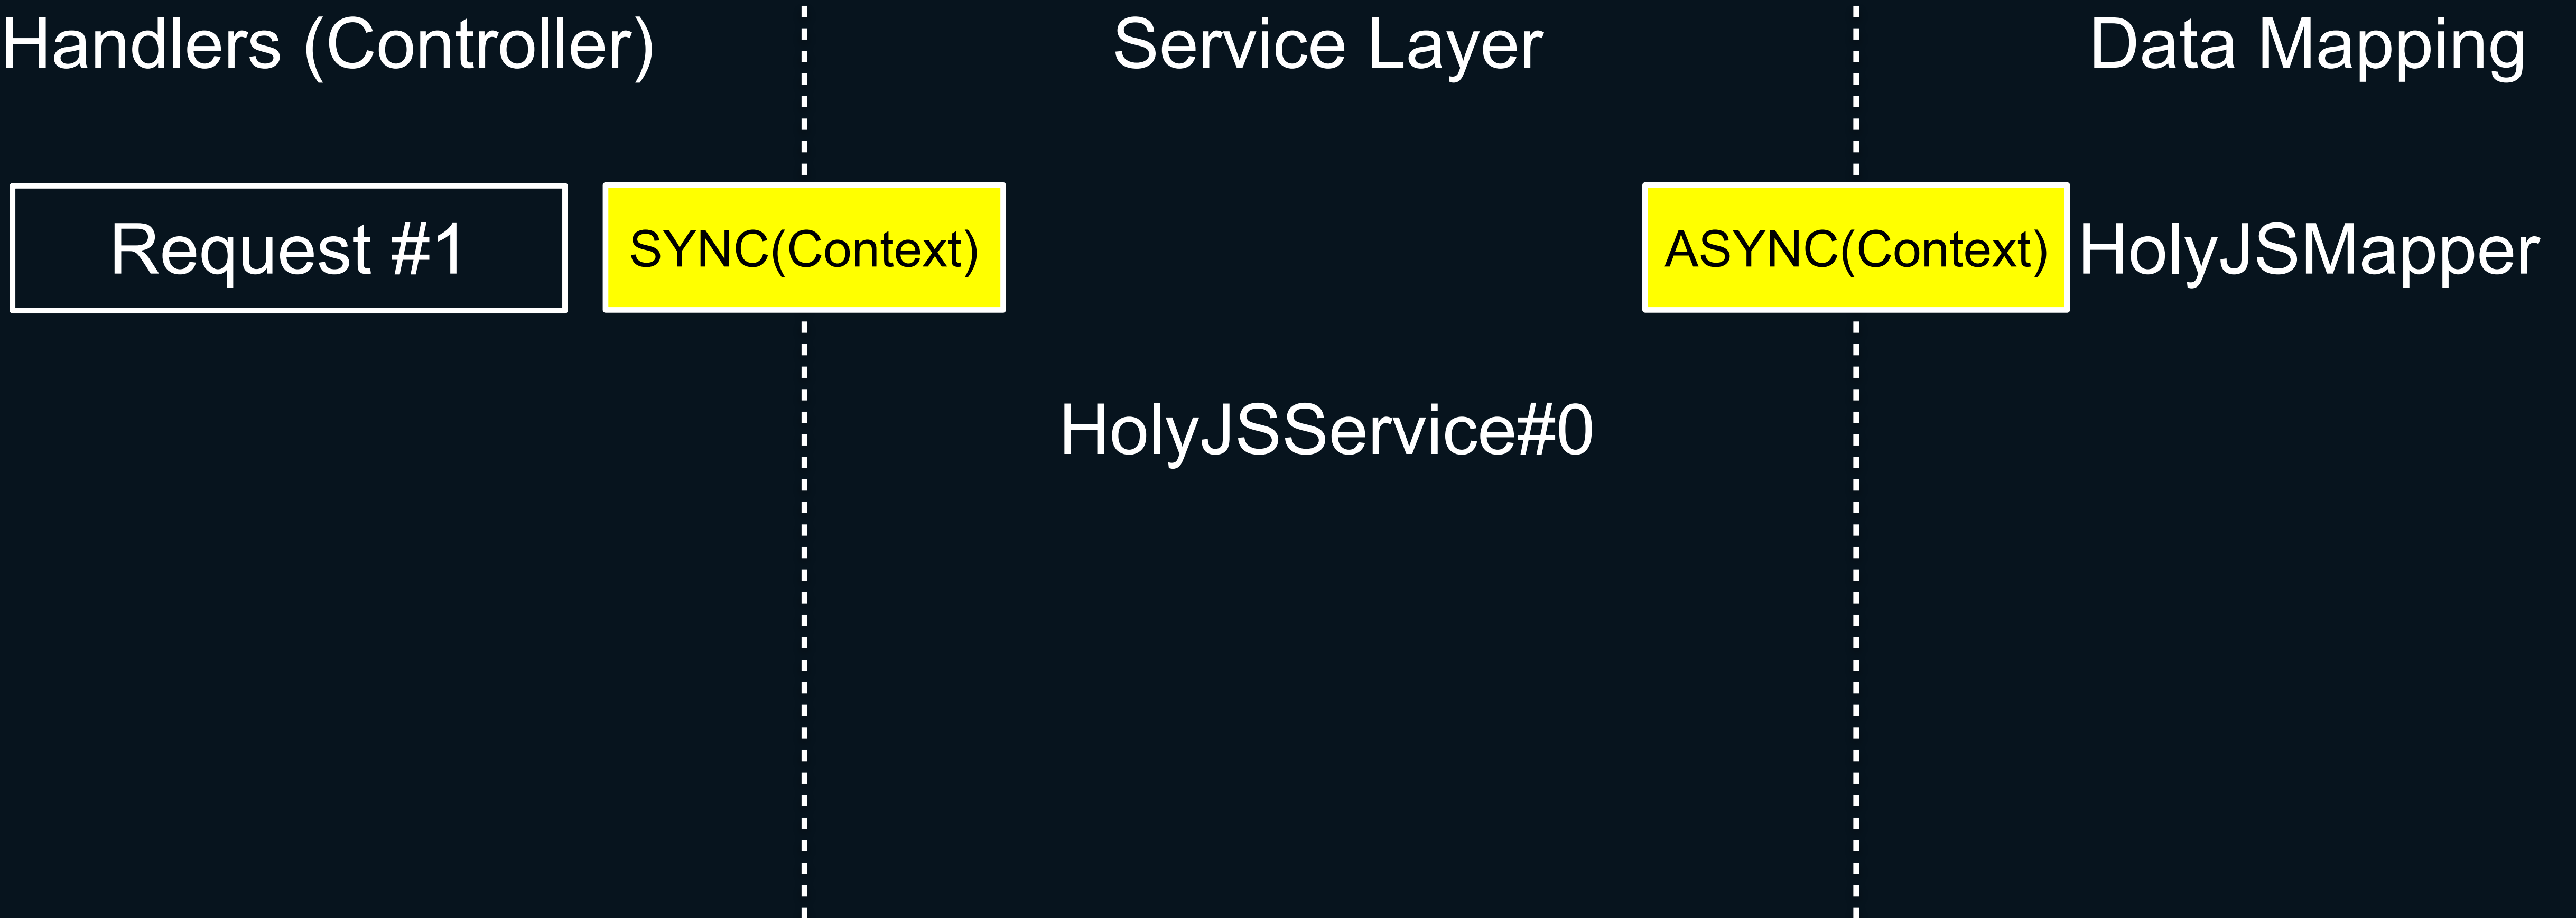 Handlers (Controller)
Service Layer
Data Mapping
Request #1
SYNC(Context)
ASYNC(Context)
HolyJSMapper
HolyJSService#0